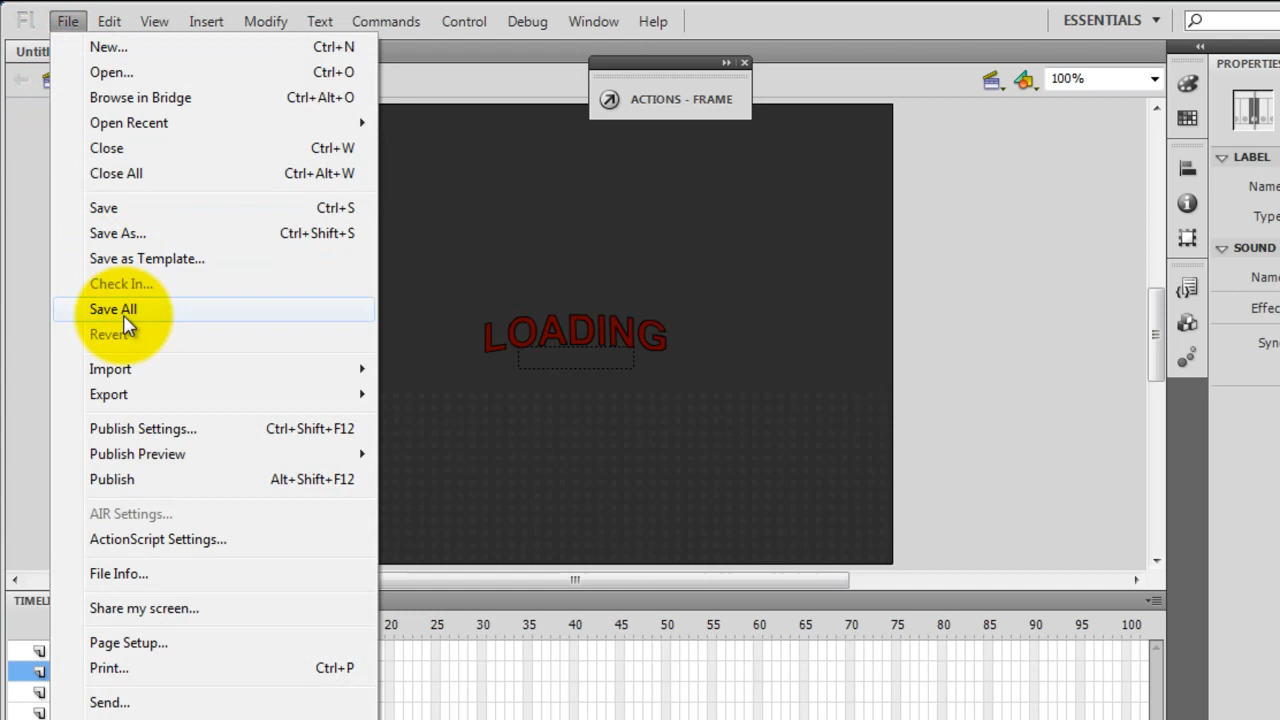 Fl File Edit View Insert Modify Text Commands Control Debug Window Help ESSENTIALS
New... Ctrl+N
Open... Ctrl+O
Browse in Bridge Ctrl+Alt+O
Open Recent
Close Ctrl+W
Close All Ctrl+Alt+W
Save Ctrl+S
Save As... Ctrl+Shift+S
Save as Template...
Check In...
Save All
Revert
Import
Export
Publish Settings... Ctrl+Shift+F12
Publish Preview
Publish Alt+Shift+F12
AIR Settings...
ActionScript Settings...
File Info...
Share my screen...
Page Setup...
Print... Ctrl+P
Send...
Untitl
ACTIONS - FRAME
100%
LOADING
TIMELI
20 25 30 35 40 45 50 55 60 65 70 75 80 85 90 95 100
PROPERTIE
LABEL
Name
Type
SOUND
Name
Effec
Syn